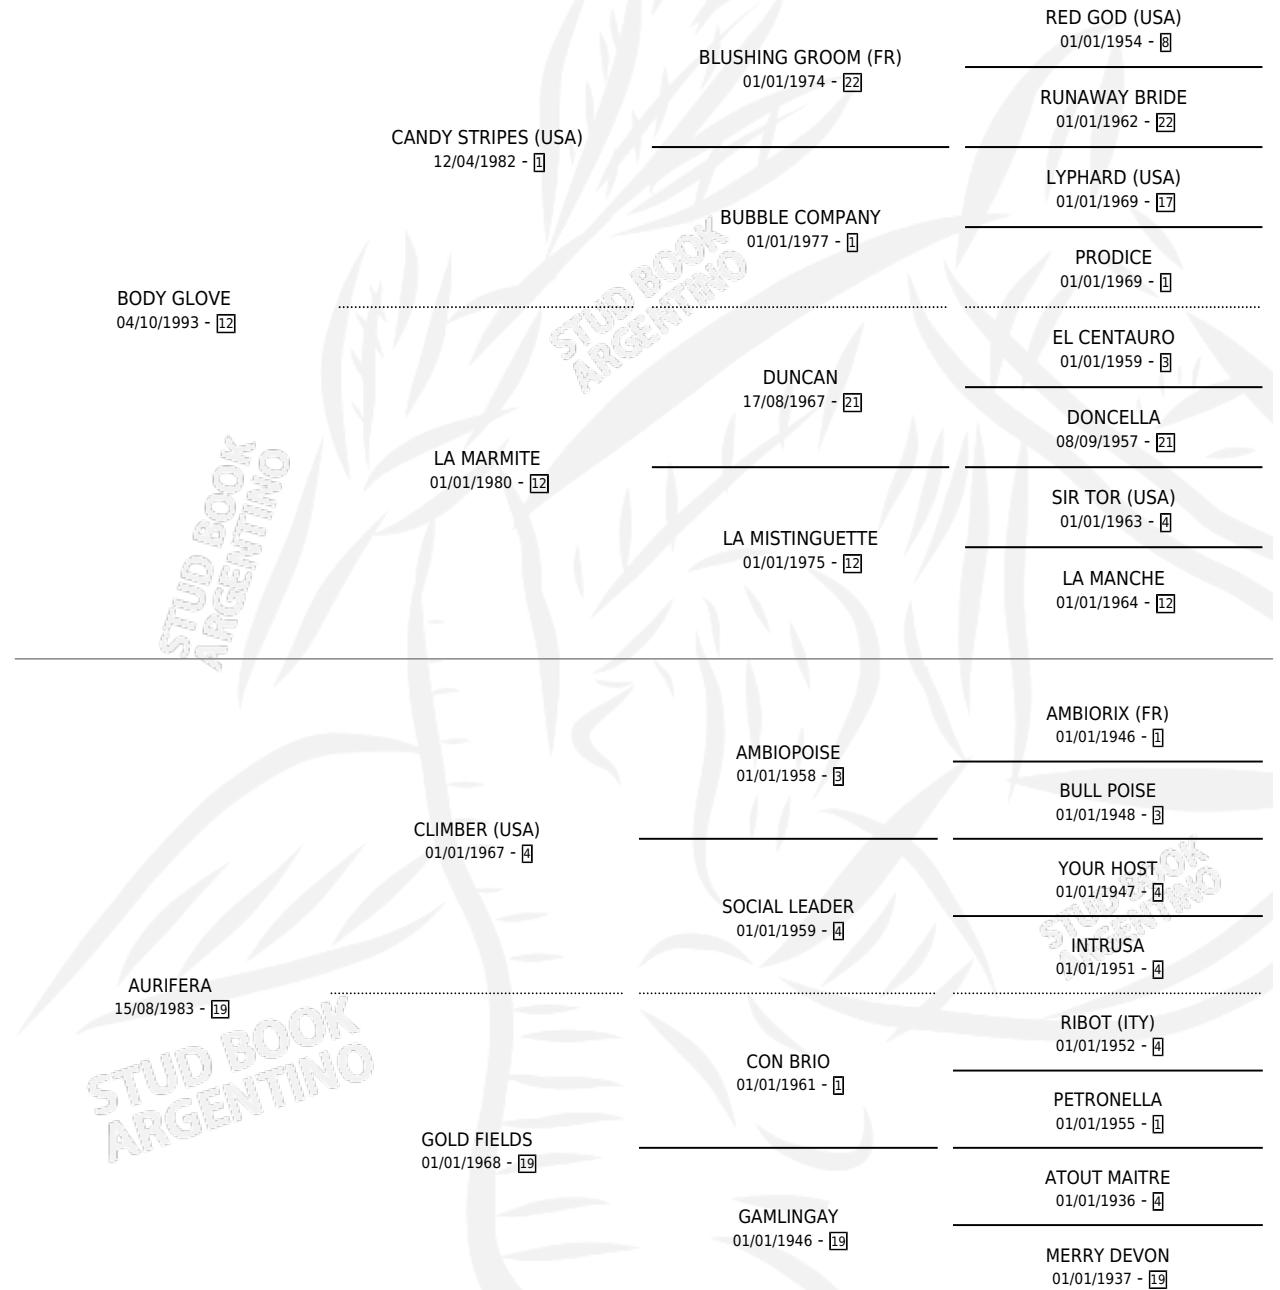 RED GOD (USA)
01/01/1954 - 8
BLUSHING GROOM (FR)
01/01/1974 - 22
RUNAWAY BRIDE
01/01/1962 - 22
CANDY STRIPES (USA)
12/04/1982 - 1
LYPHARD (USA)
01/01/1969 - 17
BUBBLE COMPANY
01/01/1977 - 1
PRODICE
01/01/1969 - 1
BODY GLOVE
04/10/1993 - 12
STUD BOOK
ARGENTINO
EL CENTAURO
01/01/1959 - 3
DUNCAN
17/08/1967 - 21
DONCELLA
08/09/1957 - 21
LA MARMITE
01/01/1980 - 12
SIR TOR (USA)
01/01/1963 - 4
LA MISTINGUETTE
01/01/1975 - 12
LA MANCHE
01/01/1964 - 12
STUD BOOK
ARGENTINO
AMBIORIX (FR)
01/01/1946 - 1
AMBIOPOISE
01/01/1958 - 3
BULL POISE
01/01/1948 - 3
CLIMBER (USA)
01/01/1967 - 4
YOUR HOST
01/01/1947 - 4
SOCIAL LEADER
01/01/1959 - 4
STUD BOOK
ARGENTINO
INTRUSA
01/01/1951 - 4
AURIFERA
15/08/1983 - 19
RIBOT (ITY)
01/01/1952 - 4
CON BRIO
01/01/1961 - 1
STUD BOOK
ARGENTINO
PETRONELLA
01/01/1955 - 1
GOLD FIELDS
01/01/1968 - 19
ATOUT MAITRE
01/01/1936 - 4
GAMLINGAY
01/01/1946 - 19
MERRY DEVON
01/01/1937 - 19